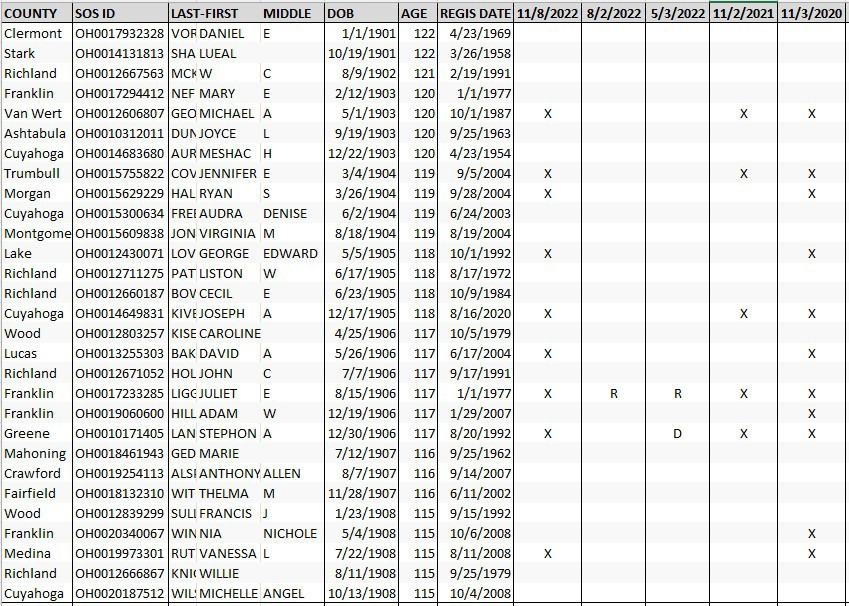 COUNTY SOS ID LAST-FIRST MIDDLE DOB AGE REGIS DATE 11/8/2022 8/2/2022 5/3/2022 11/2/2021 11/3/2020
Clermont OH0017932328 VOR DANIEL E 1/1/1901 122 4/23/1969
Stark OH0014131813 SHA LUEAL 10/19/1901 122 3/26/1958
Richland OH0012667563 MCK W C 8/9/1902 121 2/19/1991
Franklin OH0017294412 NEF MARY E 2/12/1903 120 1/1/1977
Van Wert OH0012606807 GEO MICHAEL A 5/1/1903 120 10/1/1987 X X X
Ashtabula OH0010312011 DUN JOYCE L 9/19/1903 120 9/25/1963
Cuyahoga OH0014683680 AUR MESHAC H 12/22/1903 120 4/23/1954
Trumbull OH0015755822 COV JENNIFER E 3/4/1904 119 9/5/2004 X X X
Morgan OH0015629229 HAL RYAN S 3/26/1904 119 9/28/2004 X X
Cuyahoga OH0015300634 FREI AUDRA DENISE 6/2/1904 119 6/24/2003
Montgome OH0015609838 JON VIRGINIA M 8/18/1904 119 8/19/2004
Lake OH0012430071 LOV GEORGE EDWARD 5/5/1905 118 10/1/1992 X X
Richland OH0012711275 PAT LISTON W 6/17/1905 118 8/17/1972
Richland OH0012660187 BOV CECIL E 6/23/1905 118 10/9/1984
Cuyahoga OH0014649831 KIVE JOSEPH A 12/17/1905 118 8/16/2020 X X X
Wood OH0012803257 KISE CAROLINE 4/25/1906 117 10/5/1979
Lucas OH0013255303 BAK DAVID A 5/26/1906 117 6/17/2004 X X
Richland OH0012671052 HOL JOHN C 7/7/1906 117 9/17/1991
Franklin OH0017233285 LIGG JULIET E 8/15/1906 117 1/1/1977 X R R X X
Franklin OH0019060600 HILL ADAM W 12/19/1906 117 1/29/2007 X
Greene OH0010171405 LAN STEPHON A 12/30/1906 117 8/20/1992 X D X X
Mahoning OH0018461943 GED MARIE 7/12/1907 116 9/25/1962
Crawford OH0019254113 ALSI ANTHONY ALLEN 8/7/1907 116 9/14/2007
Fairfield OH0018132310 WIT THELMA M 11/28/1907 116 6/11/2002
Wood OH0012839299 SULI FRANCIS J 1/23/1908 115 9/15/1992
Franklin OH0020340067 WIN NIA NICHOLE 5/4/1908 115 10/6/2008 X
Medina OH0019973301 RUT VANESSA L 7/22/1908 115 8/11/2008 X X
Richland OH0012666867 KNI WILLIE 8/11/1908 115 9/25/1979
Cuyahoga OH0020187512 WIL MICHELLE ANGEL 10/13/1908 115 10/4/2008